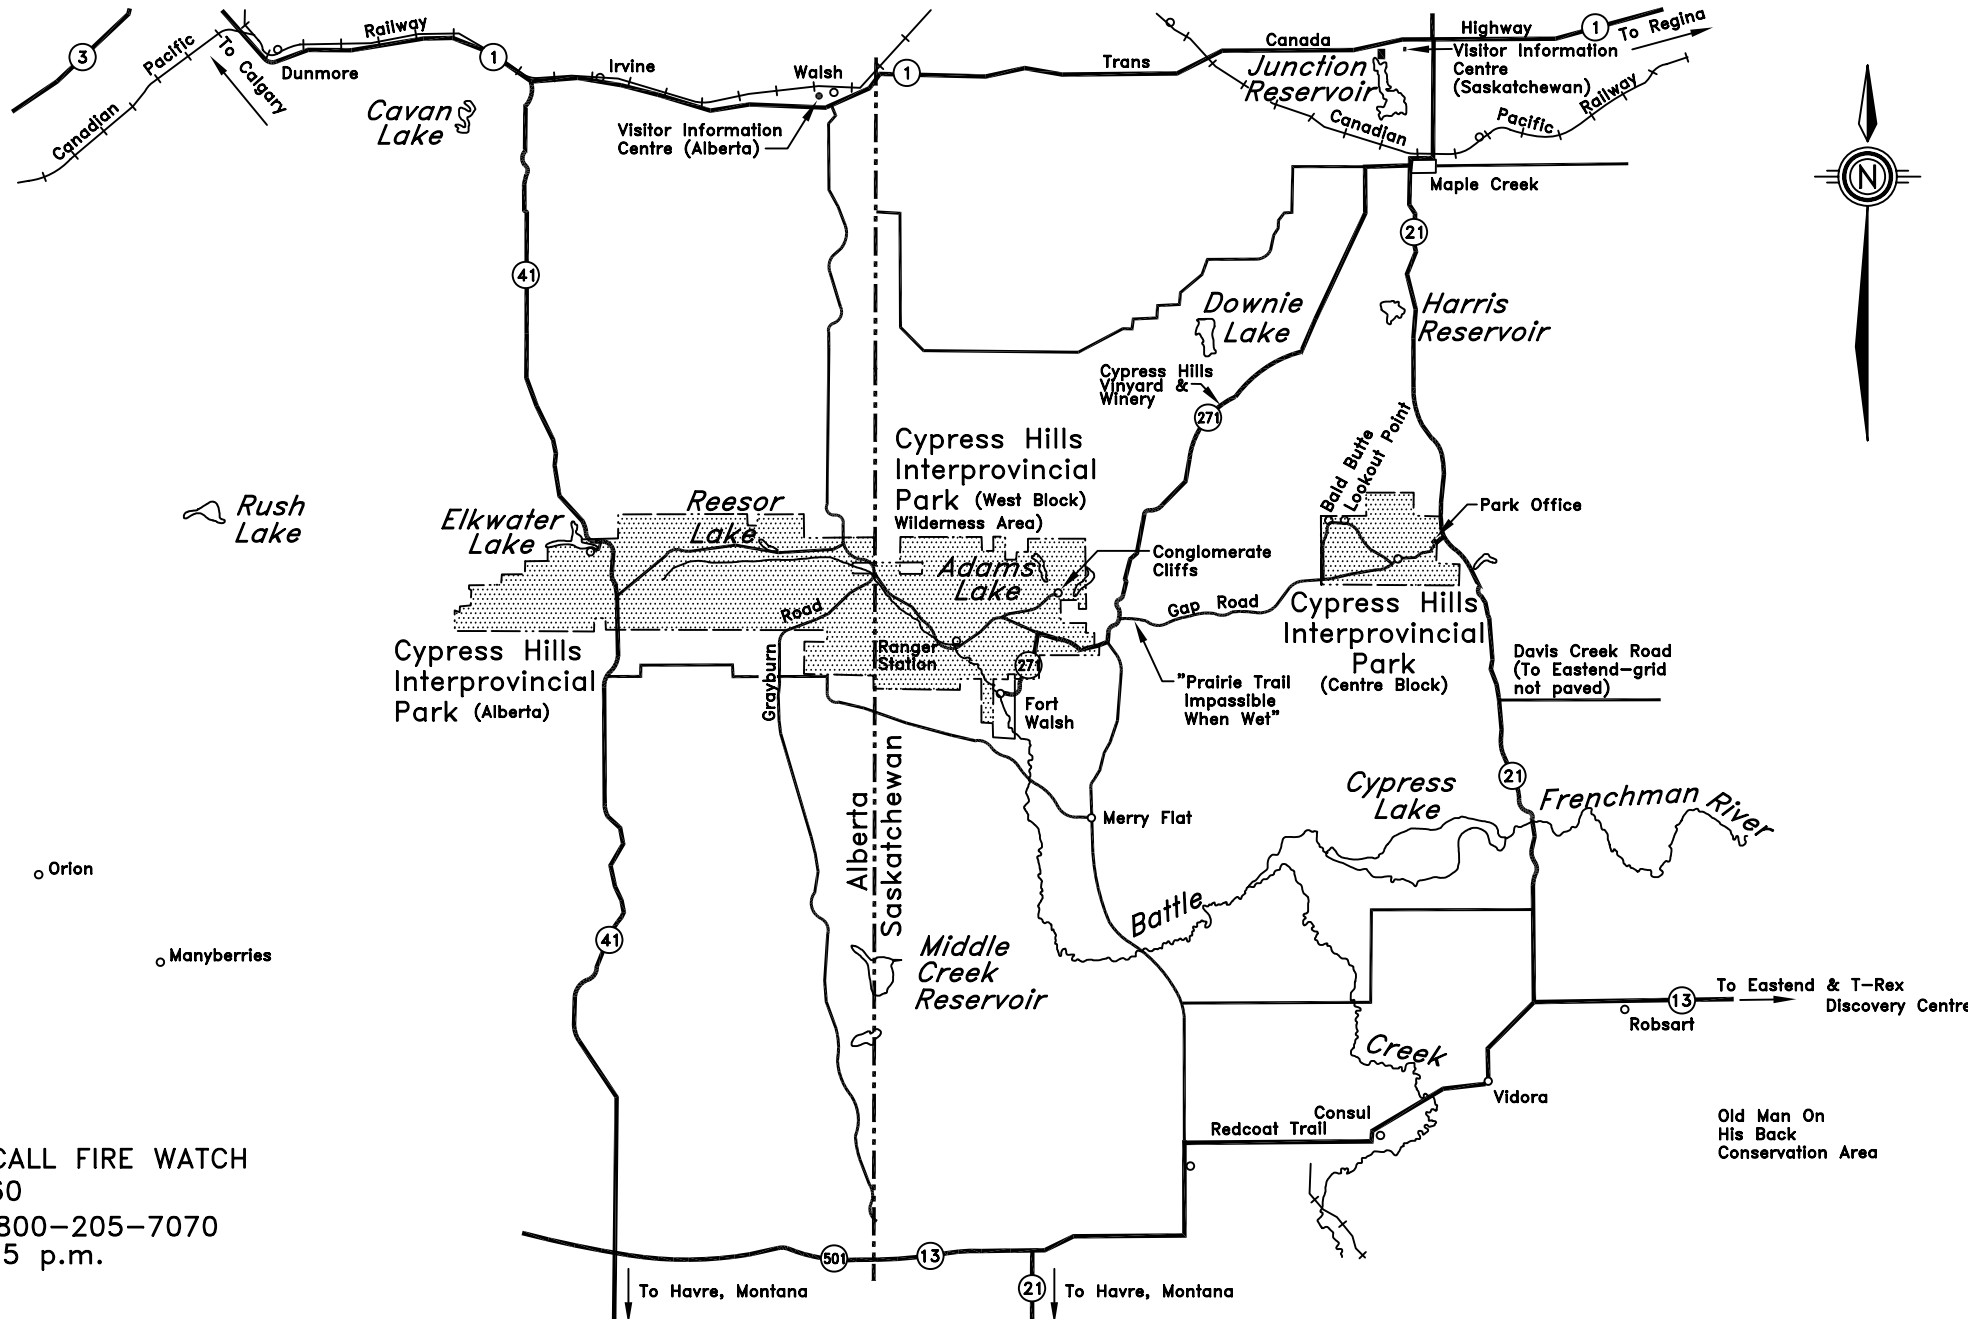 3
Canadian
Pacific
To Calgary
Railway
Dunmore
1
Irvine
Walsh
1
Trans
Canada
Highway
1
To Regina
Cavan
Lake
Visitor Information
Centre (Alberta)
Junction
Reservoir
Visitor Information
Centre
(Saskatchewan)
Canadian
Pacific
Railway
Maple Creek
N
21
41
Downie
Lake
Harris
Reservoir
Cypress Hills
Vinyard &
Winery
271
Cypress Hills
Interprovincial
Park (West Block)
Wilderness Area)
Bald Butte
Lookout Point
Park Office
Rush
Lake
Elkwater
Lake
Reesor
Lake
Adams
Lake
Conglomerate
Cliffs
Gap Road
Cypress Hills
Interprovincial
Park
(Centre Block)
Cypress Hills
Interprovincial
Park (Alberta)
Grayburn
Road
Ranger
Station
271
Fort
Walsh
"Prairie Trail
Impassible
When Wet"
Davis Creek Road
(To Eastend-grid
not paved)
Alberta
Saskatchewan
21
Merry Flat
Cypress
Lake
Frenchman River
Orion
Manyberries
41
Middle
Creek
Reservoir
Battle
Creek
To Eastend & T-Rex
Discovery Centre
13
Robsart
Vidora
Consul
Redcoat Trail
Old Man On
His Back
Conservation Area
CALL FIRE WATCH
60
800-205-7070
5 p.m.
501
13
21
To Havre, Montana
To Havre, Montana